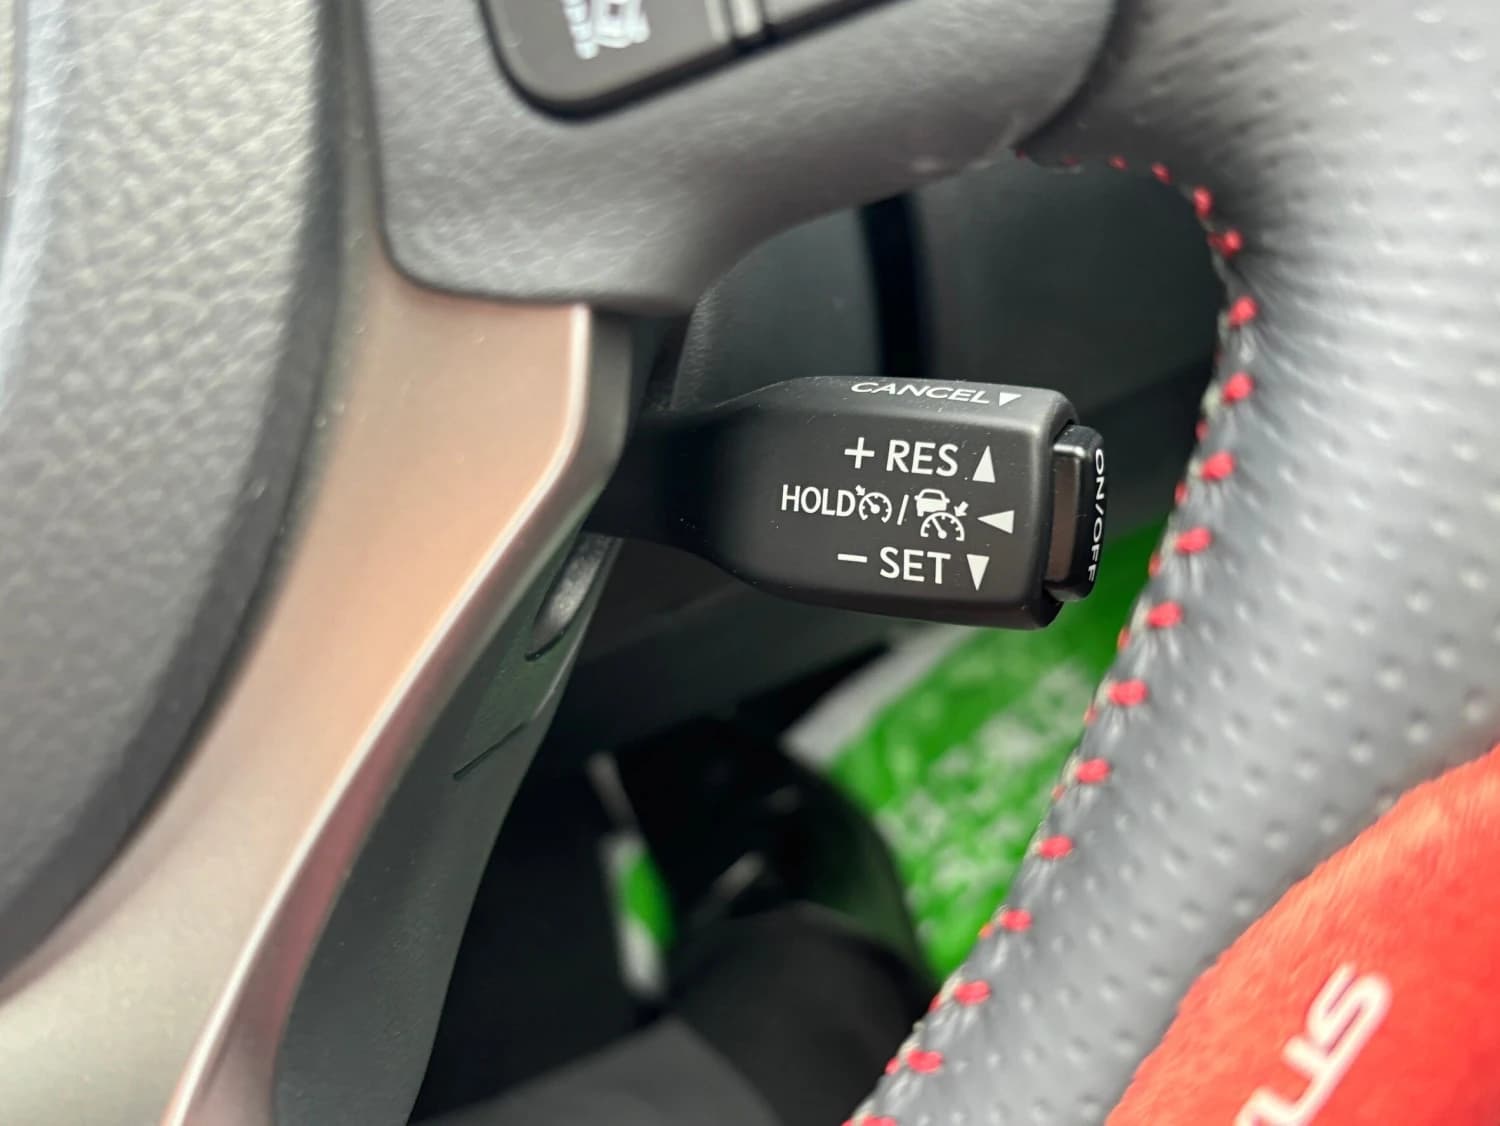 CANCEL▼
+ RES ▲
HOLD / ◀
− SET ▼
ON/OFF